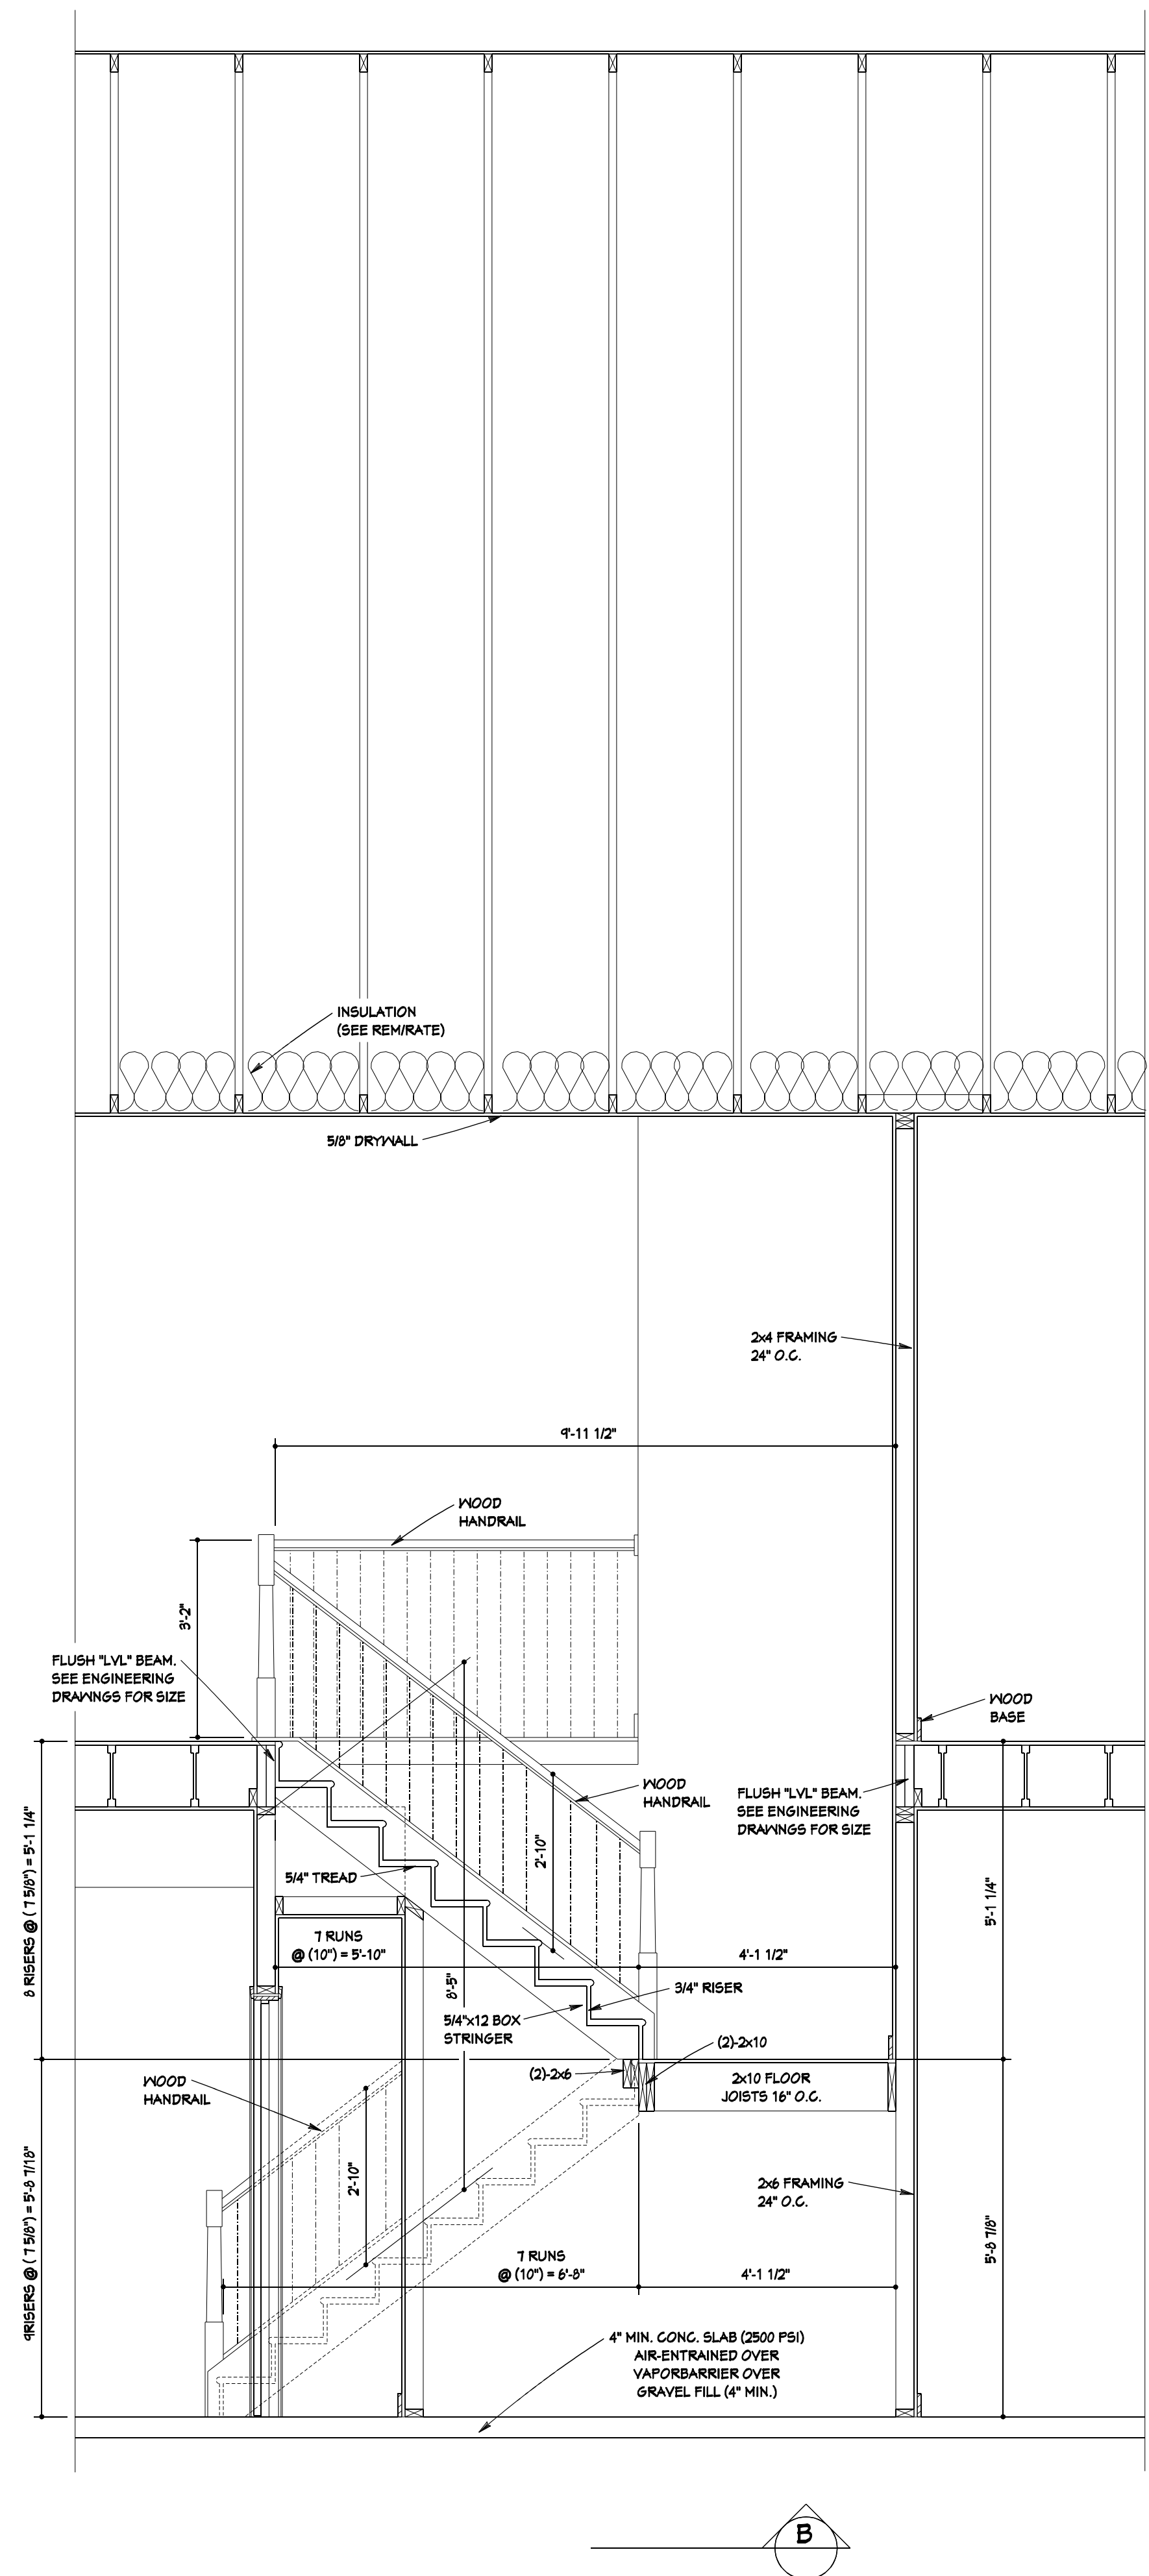 INSULATION
(SEE REM/RATE)
5/8" DRYWALL
2x4 FRAMING
24" O.C.
9'-11 1/2"
WOOD
HANDRAIL
3'-2"
FLUSH "LVL" BEAM.
SEE ENGINEERING
DRAWNGS FOR SIZE
WOOD
BASE
WOOD
HANDRAIL
FLUSH "LVL" BEAM.
SEE ENGINEERING
DRAWNGS FOR SIZE
2'-10"
5/4" TREAD
8 RISERS @ ( 7 5/8") = 5'-1 1/4"
5'-1 1/4"
7 RUNS
@ (10") = 5'-10"
4'-1 1/2"
8'-5"
3/4" RISER
5/4"x12 BOX
STRINGER
(2)-2x10
(2)-2x6
2x10 FLOOR
JOISTS 16" O.C.
WOOD
HANDRAIL
2'-10"
2x6 FRAMING
24" O.C.
9RISERS @ ( 7 5/8") = 5'-8 7/18"
5'-8 7/8"
7 RUNS
@ (10") = 6'-8"
4'-1 1/2"
4" MIN. CONC. SLAB (2500 PSI)
AIR-ENTRAINED OVER
VAPORBARRIER OVER
GRAVEL FILL (4" MIN.)
B